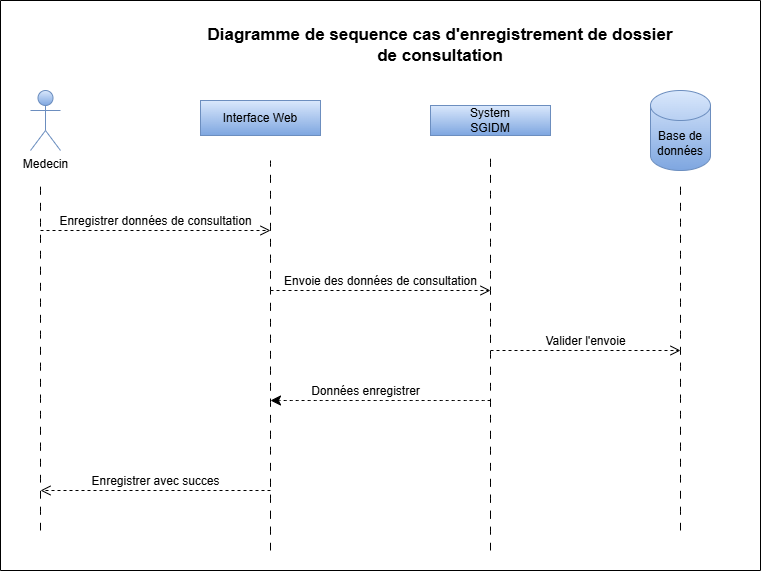 Diagramme de sequence cas d'enregistrement de dossier
de consultation
Medecin
Interface Web
System
SGIDM
Base de
données
Enregistrer données de consultation
Envoie des données de consultation
Valider l'envoie
Données enregistrer
Enregistrer avec succes